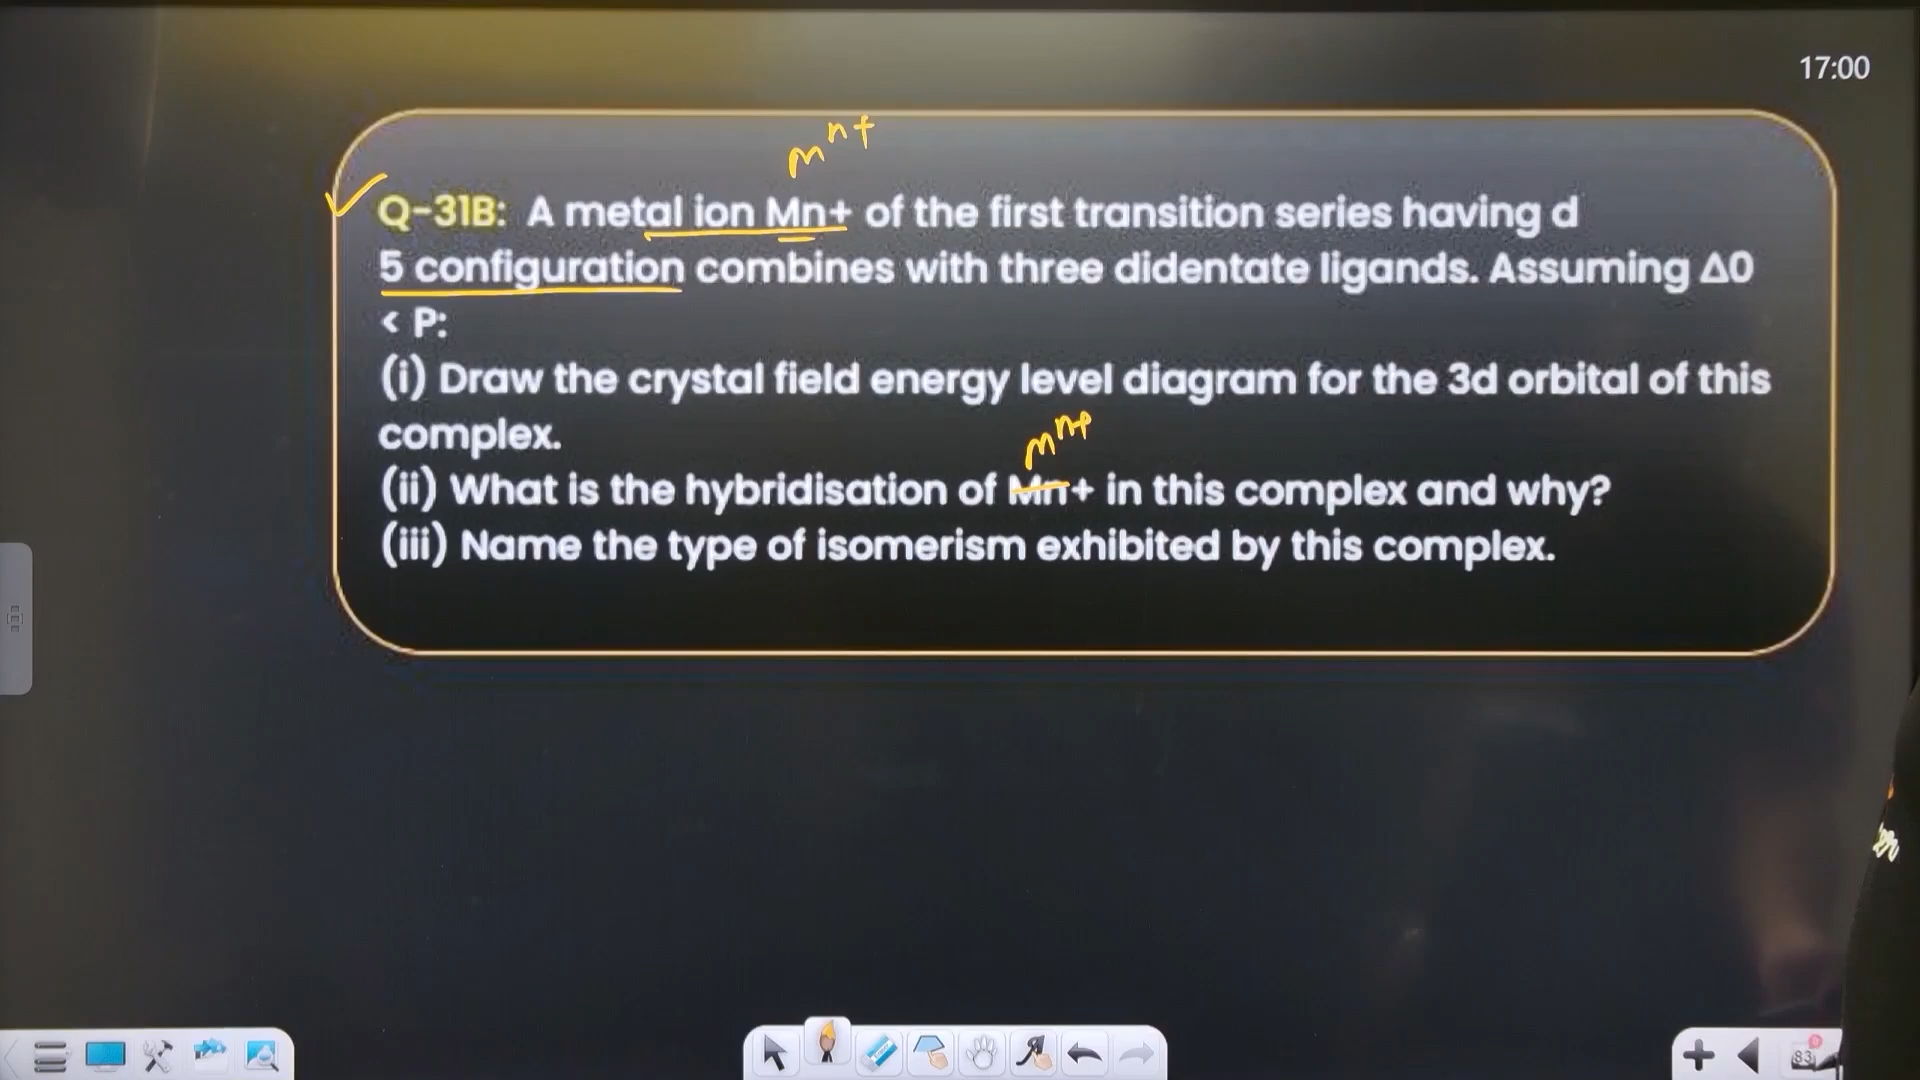 17:00
m^n+
Q-31B: A metal ion Mn+ of the first transition series having d
5 configuration combines with three didentate ligands. Assuming Δ0
< P:
(i) Draw the crystal field energy level diagram for the 3d orbital of this
complex.
m^n+
(ii) What is the hybridisation of Mn+ in this complex and why?
(iii) Name the type of isomerism exhibited by this complex.
83